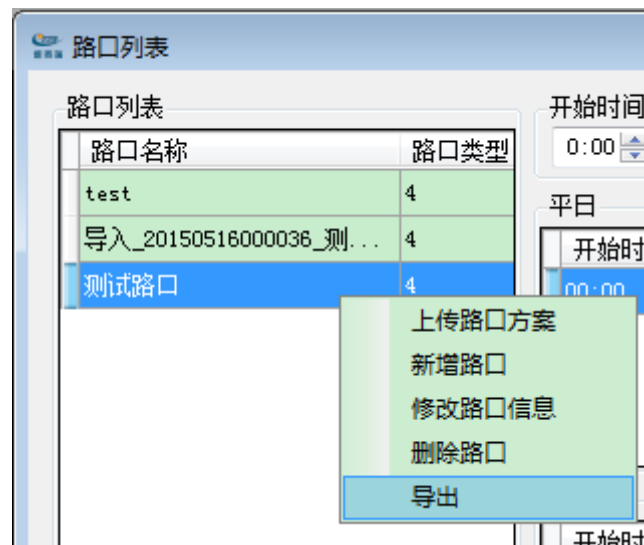 路口列表
路口列表
路口名称 路口类型
test 4
导入_20150516000036_测... 4
测试路口 4
上传路口方案
新增路口
修改路口信息
删除路口
导出
开始时间
0:00
平日
开始时
00:00
开始时